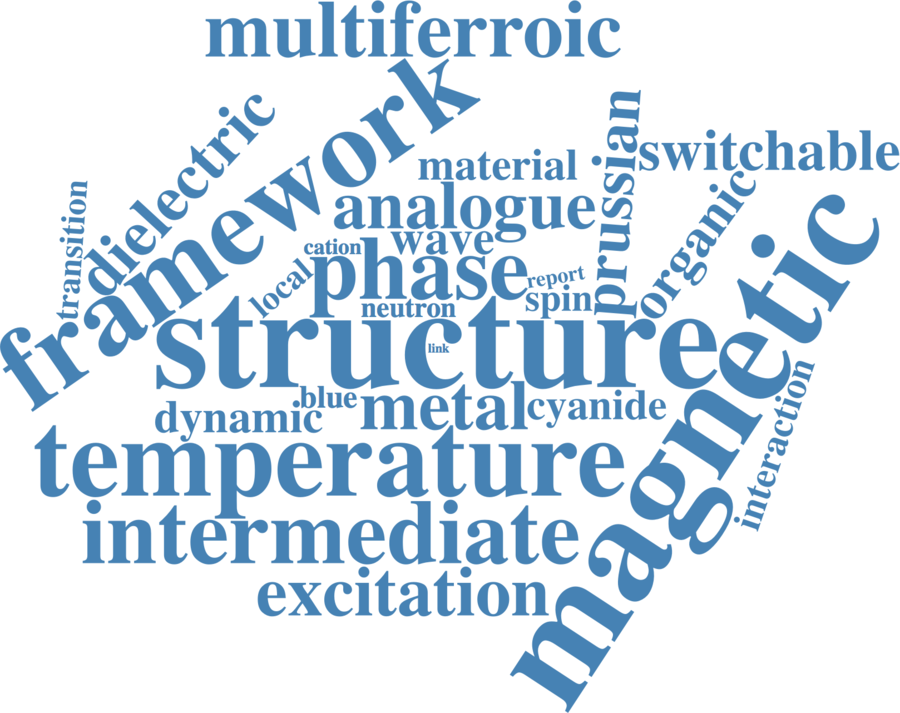 multiferroic
framework
dielectric
prussian
switchable
material
transition
analogue
organic
wave
cation
phase
local
report
spin
neutron
magnetic
structure
link
blue
metal
cyanide
dynamic
interaction
temperature
intermediate
excitation